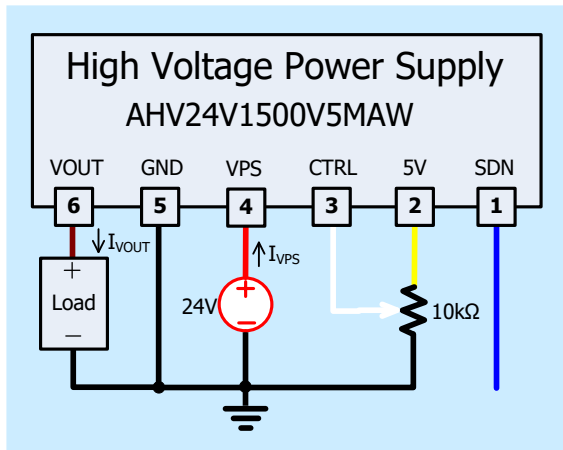 High Voltage Power Supply
AHV24V1500V5MAW
VOUT GND VPS CTRL 5V SDN
6 5 4 3 2 1
+ ↓IVOUT ↑IVPS
Load 24V + 10kΩ
− −